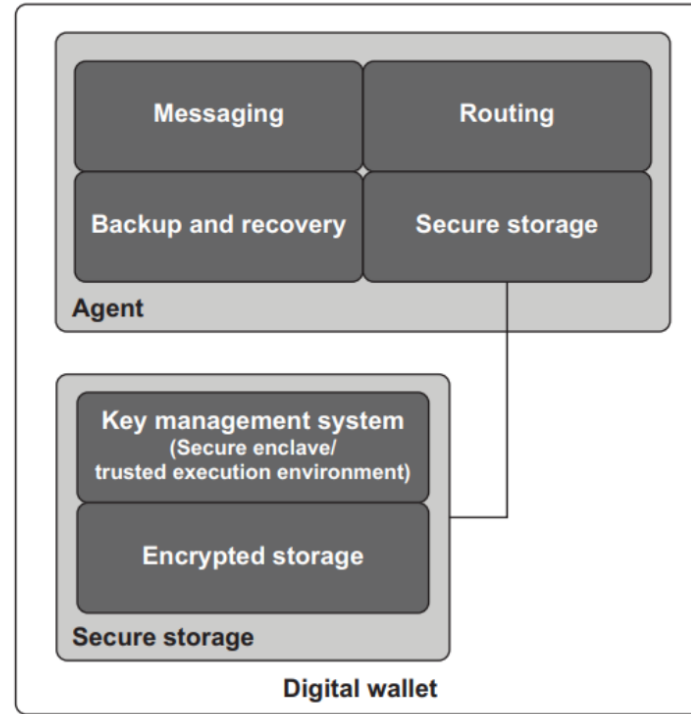 Messaging
Routing
Backup and recovery
Secure storage
Agent
Key management system
(Secure enclave/
trusted execution environment)
Encrypted storage
Secure storage
Digital wallet